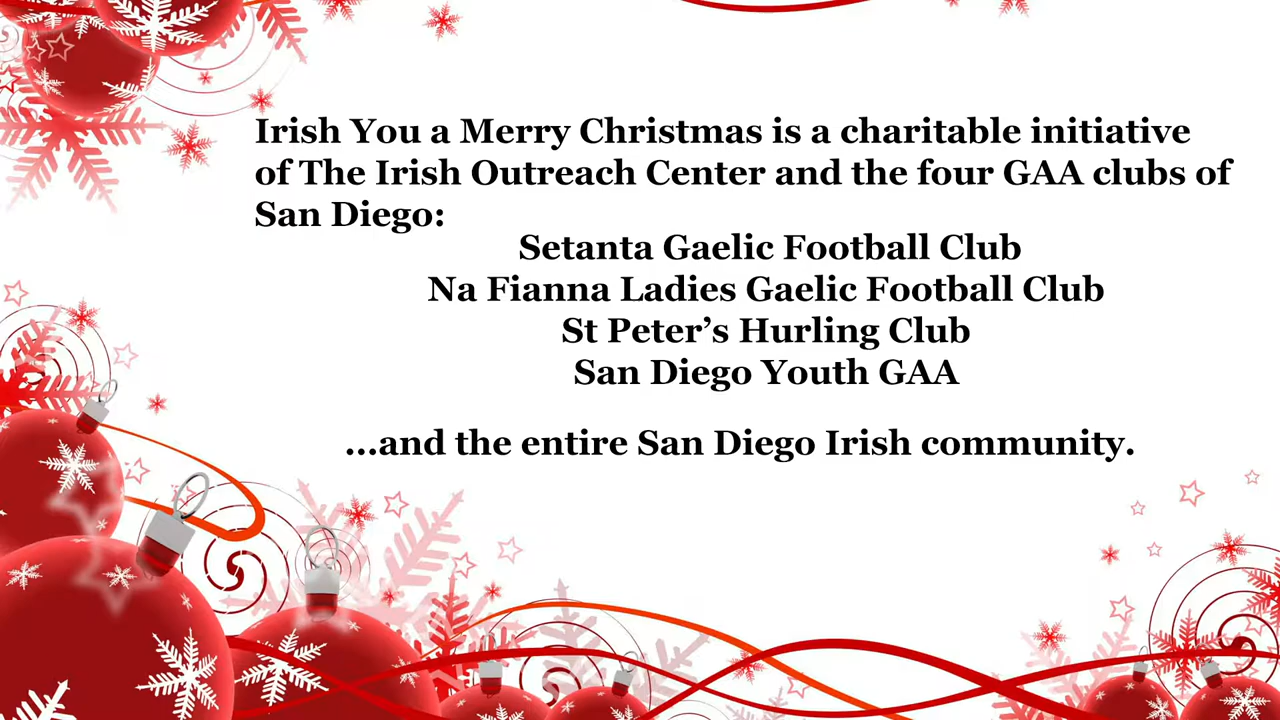 Irish You a Merry Christmas is a charitable initiative
of The Irish Outreach Center and the four GAA clubs of
San Diego:
Setanta Gaelic Football Club
Na Fianna Ladies Gaelic Football Club
St Peter’s Hurling Club
San Diego Youth GAA
...and the entire San Diego Irish community.